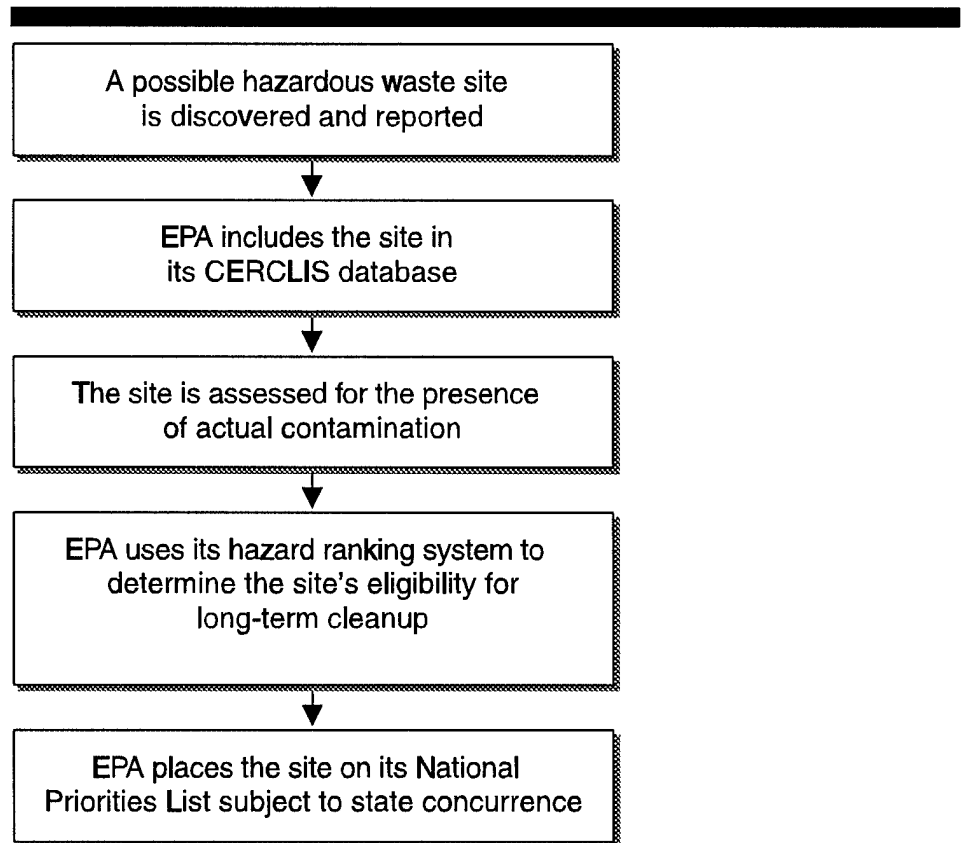 A possible hazardous waste site
is discovered and reported
EPA includes the site in
its CERCLIS database
The site is assessed for the presence
of actual contamination
EPA uses its hazard ranking system to
determine the site's eligibility for
long-term cleanup
EPA places the site on its National
Priorities List subject to state concurrence